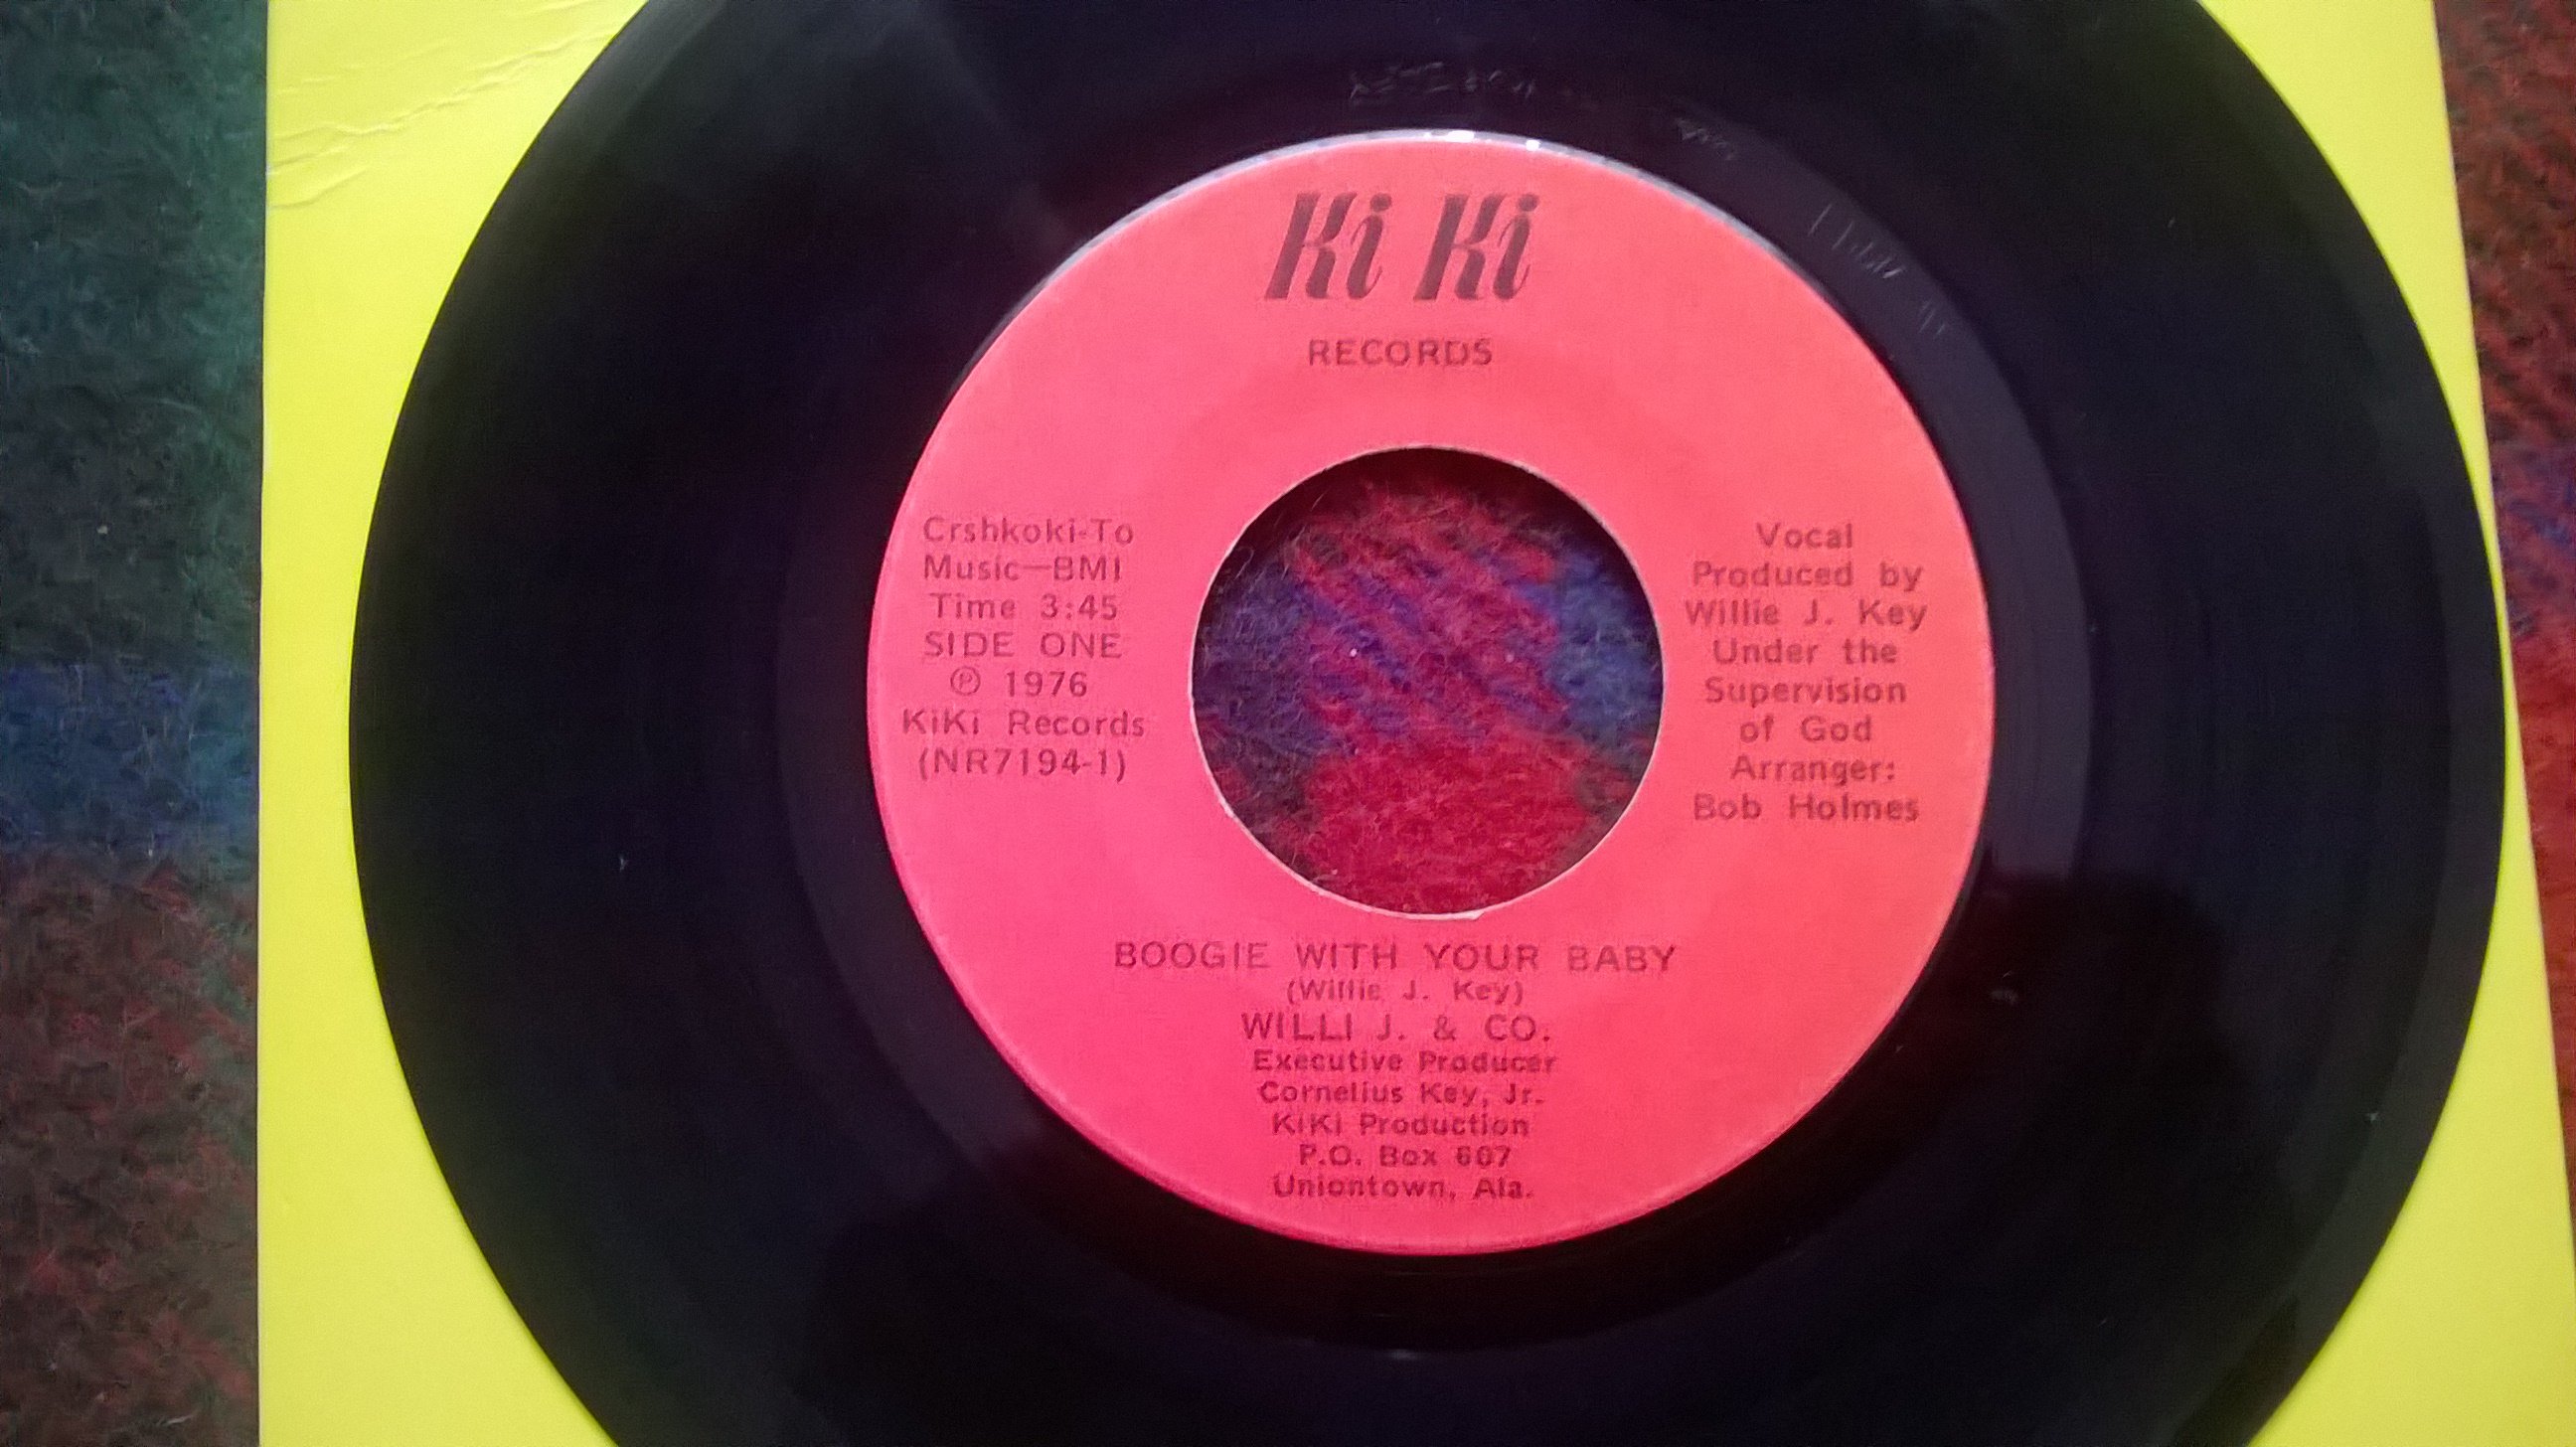 Ki Ki
RECORDS
Crshkoki-To
Music—BMI
Time 3:45
SIDE ONE
Ⓟ 1976
KiKi Records
(NR7194-1)
Vocal
Produced by
Willie J. Key
Under the
Supervision
of God
Arranger:
Bob Holmes
BOOGIE WITH YOUR BABY
(Willie J. Key)
WILLI J. & CO.
Executive Producer
Cornelius Key, Jr.
KiKi Production
P.O. Box 667
Uniontown, Ala.